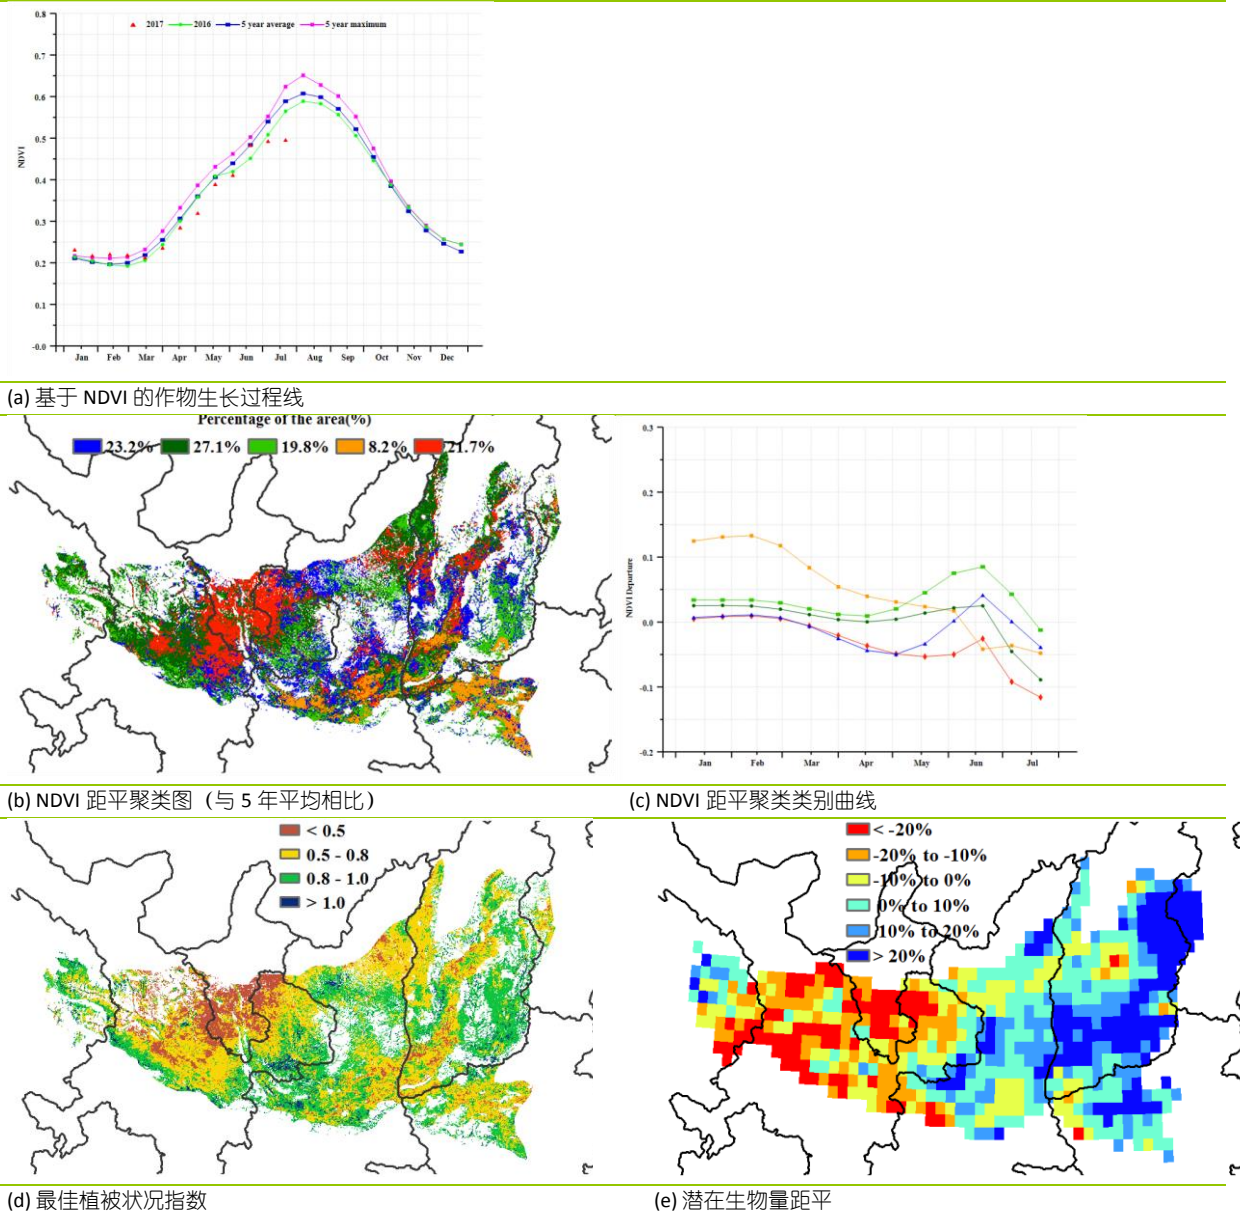 0.8
2017 2016 5 year average 5 year maximum
0.7
0.6
0.5
NDVI
0.4
0.3
0.2
0.1
-0.0
Jan Feb Mar Apr May Jun Jul Aug Sep Oct Nov Dec
(a) 基于 NDVI 的作物生长过程线
Percentage of the area(%)
23.2% 27.1% 19.8% 8.2% 21.7%
0.3
0.2
0.1
NDVI Departure
0.0
-0.1
-0.2
Jan Feb Mar Apr May Jun Jul
(b) NDVI 距平聚类图（与 5 年平均相比）
(c) NDVI 距平聚类类别曲线
< 0.5
0.5 - 0.8
0.8 - 1.0
> 1.0
< -20%
-20% to -10%
-10% to 0%
0% to 10%
10% to 20%
> 20%
(d) 最佳植被状况指数
(e) 潜在生物量距平